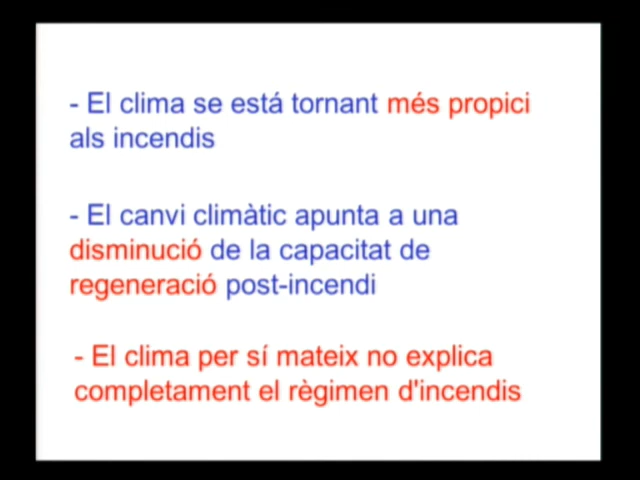 - El clima se está tornant més propici
als incendis
- El canvi climàtic apunta a una
disminució de la capacitat de
regeneració post-incendi
- El clima per sí mateix no explica
completament el règimen d'incendis